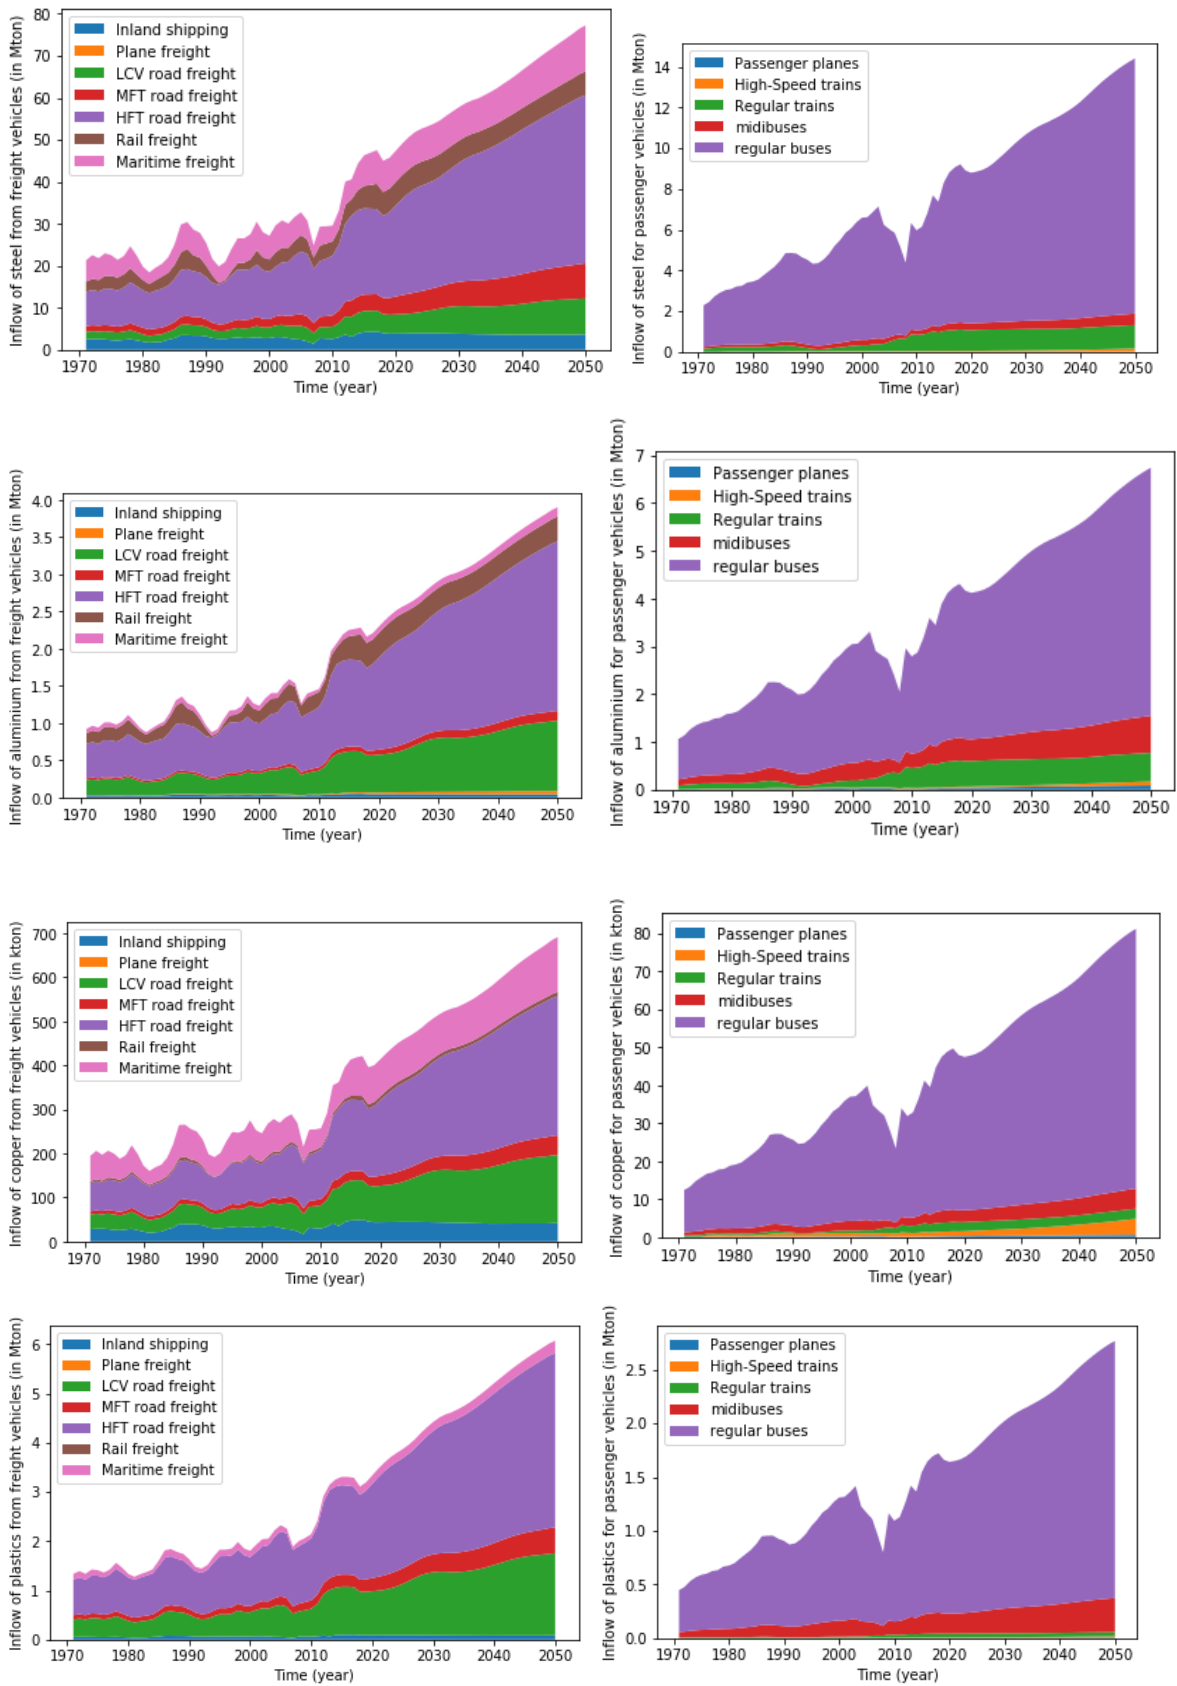 Inflow of steel from freight vehicles (in Mton)
80
70
60
50
40
30
20
10
0
Inland shipping
Plane freight
LCV road freight
MFT road freight
HFT road freight
Rail freight
Maritime freight
1970 1980 1990 2000 2010 2020 2030 2040 2050
Time (year)
Inflow of steel for passenger vehicles (in Mton)
14
12
10
8
6
4
2
0
Passenger planes
High-Speed trains
Regular trains
midibuses
regular buses
1970 1980 1990 2000 2010 2020 2030 2040 2050
Time (year)
Inflow of aluminum from freight vehicles (in Mton)
4.0
3.5
3.0
2.5
2.0
1.5
1.0
0.5
0.0
Inland shipping
Plane freight
LCV road freight
MFT road freight
HFT road freight
Rail freight
Maritime freight
1970 1980 1990 2000 2010 2020 2030 2040 2050
Time (year)
Inflow of aluminium for passenger vehicles (in Mton)
7
6
5
4
3
2
1
0
Passenger planes
High-Speed trains
Regular trains
midibuses
regular buses
1970 1980 1990 2000 2010 2020 2030 2040 2050
Time (year)
Inflow of copper from freight vehicles (in kton)
700
600
500
400
300
200
100
0
Inland shipping
Plane freight
LCV road freight
MFT road freight
HFT road freight
Rail freight
Maritime freight
1970 1980 1990 2000 2010 2020 2030 2040 2050
Time (year)
Inflow of copper for passenger vehicles (in kton)
80
70
60
50
40
30
20
10
0
Passenger planes
High-Speed trains
Regular trains
midibuses
regular buses
1970 1980 1990 2000 2010 2020 2030 2040 2050
Time (year)
Inflow of plastics from freight vehicles (in Mton)
6
5
4
3
2
1
0
Inland shipping
Plane freight
LCV road freight
MFT road freight
HFT road freight
Rail freight
Maritime freight
1970 1980 1990 2000 2010 2020 2030 2040 2050
Time (year)
Inflow of plastics for passenger vehicles (in Mton)
2.5
2.0
1.5
1.0
0.5
0.0
Passenger planes
High-Speed trains
Regular trains
midibuses
regular buses
1970 1980 1990 2000 2010 2020 2030 2040 2050
Time (year)